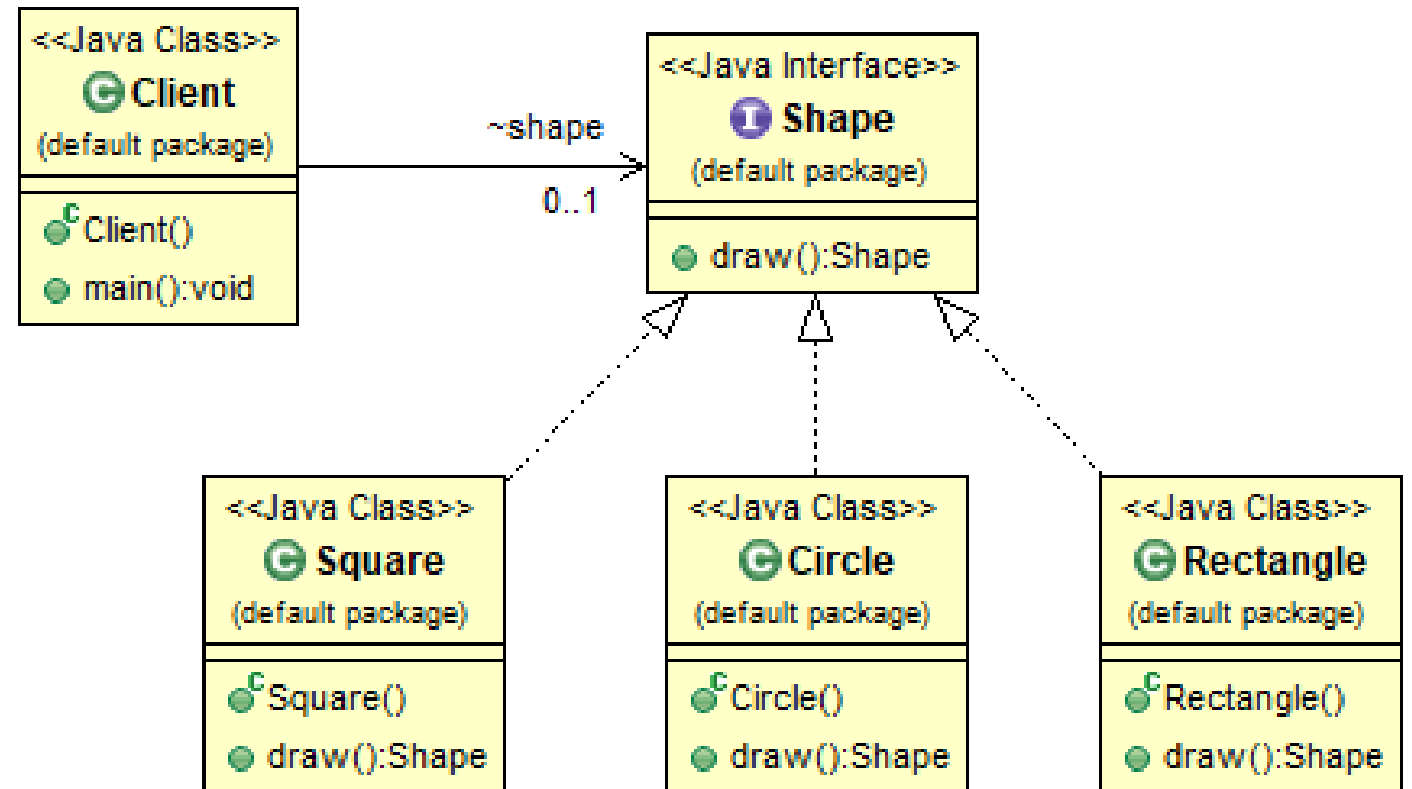 <<Java Class>>
C Client
(default package)
C Client()
main():void
~shape
0..1
<<Java Interface>>
I Shape
(default package)
draw():Shape
<<Java Class>>
C Square
(default package)
C Square()
draw():Shape
<<Java Class>>
C Circle
(default package)
C Circle()
draw():Shape
<<Java Class>>
C Rectangle
(default package)
C Rectangle()
draw():Shape